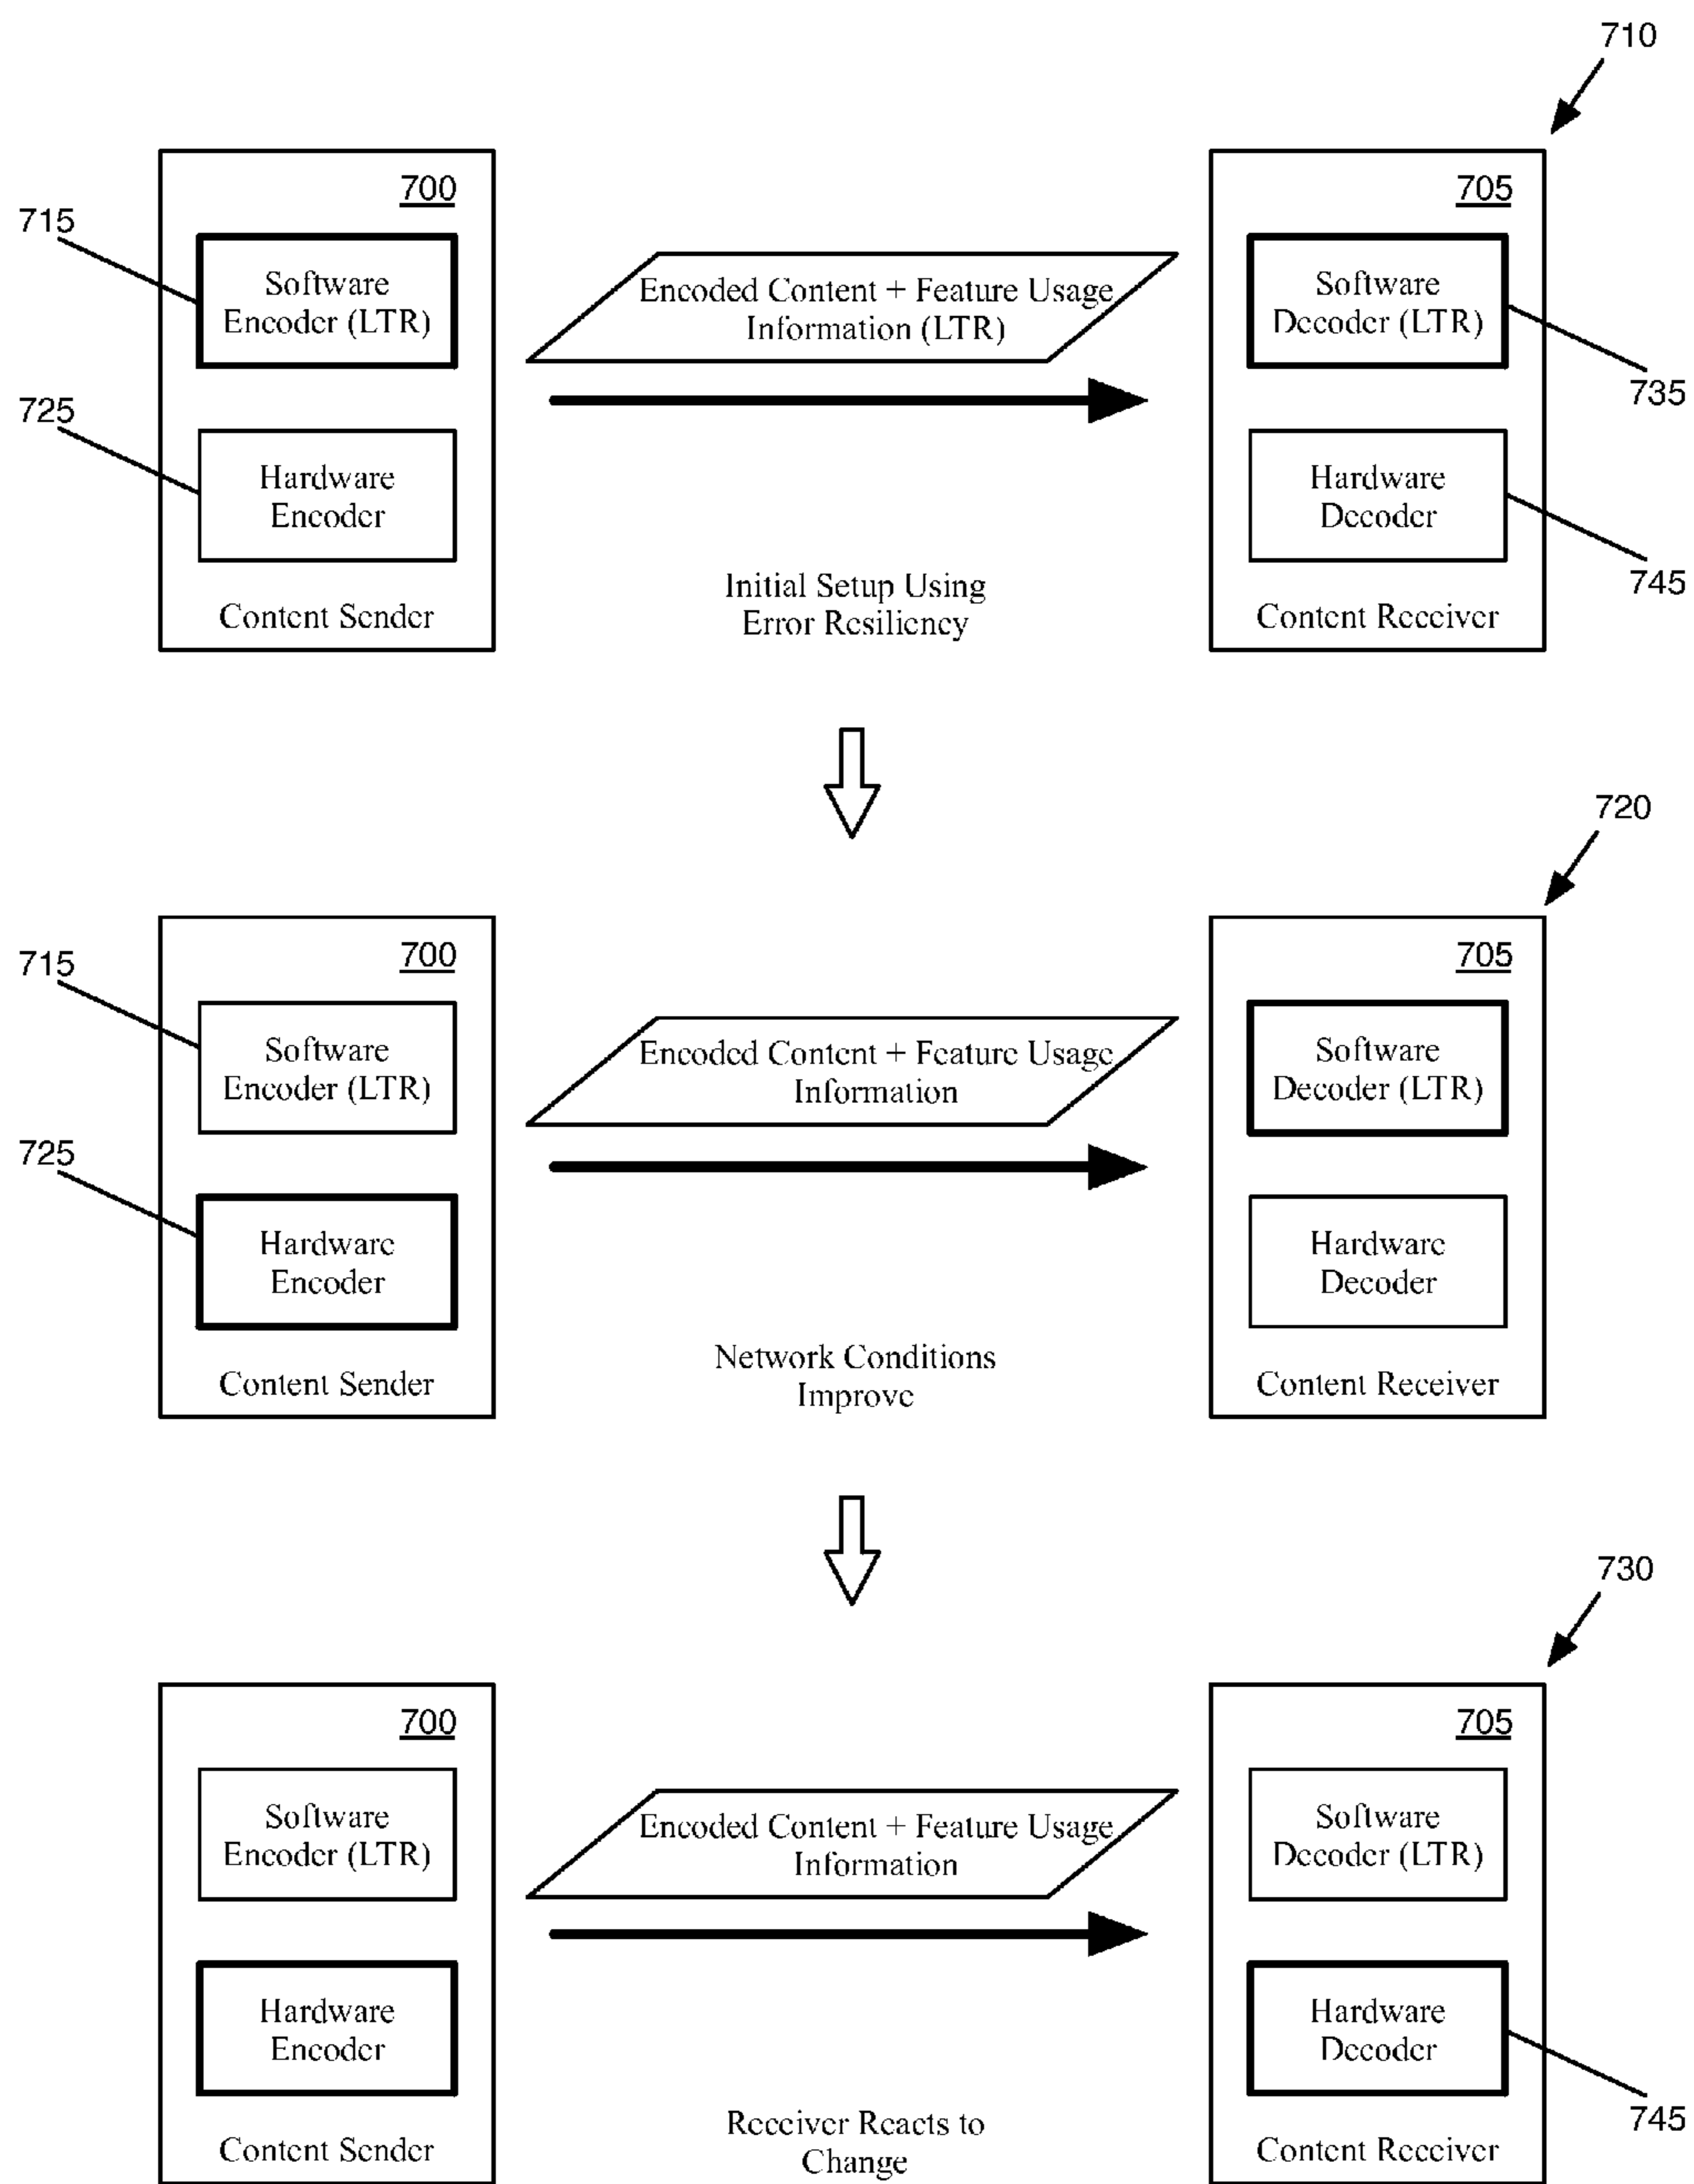 710
700
705
715
Software
Encoder (LTR)
Encoded Content + Feature Usage
Information (LTR)
Software
Decoder (LTR)
735
725
Hardware
Encoder
Hardware
Decoder
745
Initial Setup Using
Error Resiliency
Content Sender
Content Receiver
720
700
705
715
Software
Encoder (LTR)
Encoded Content + Feature Usage
Information
Software
Decoder (LTR)
725
Hardware
Encoder
Hardware
Decoder
Network Conditions
Improve
Content Sender
Content Receiver
730
700
705
Software
Encoder (LTR)
Encoded Content + Feature Usage
Information
Software
Decoder (LTR)
Hardware
Encoder
Hardware
Decoder
745
Receiver Reacts to
Change
Content Sender
Content Receiver